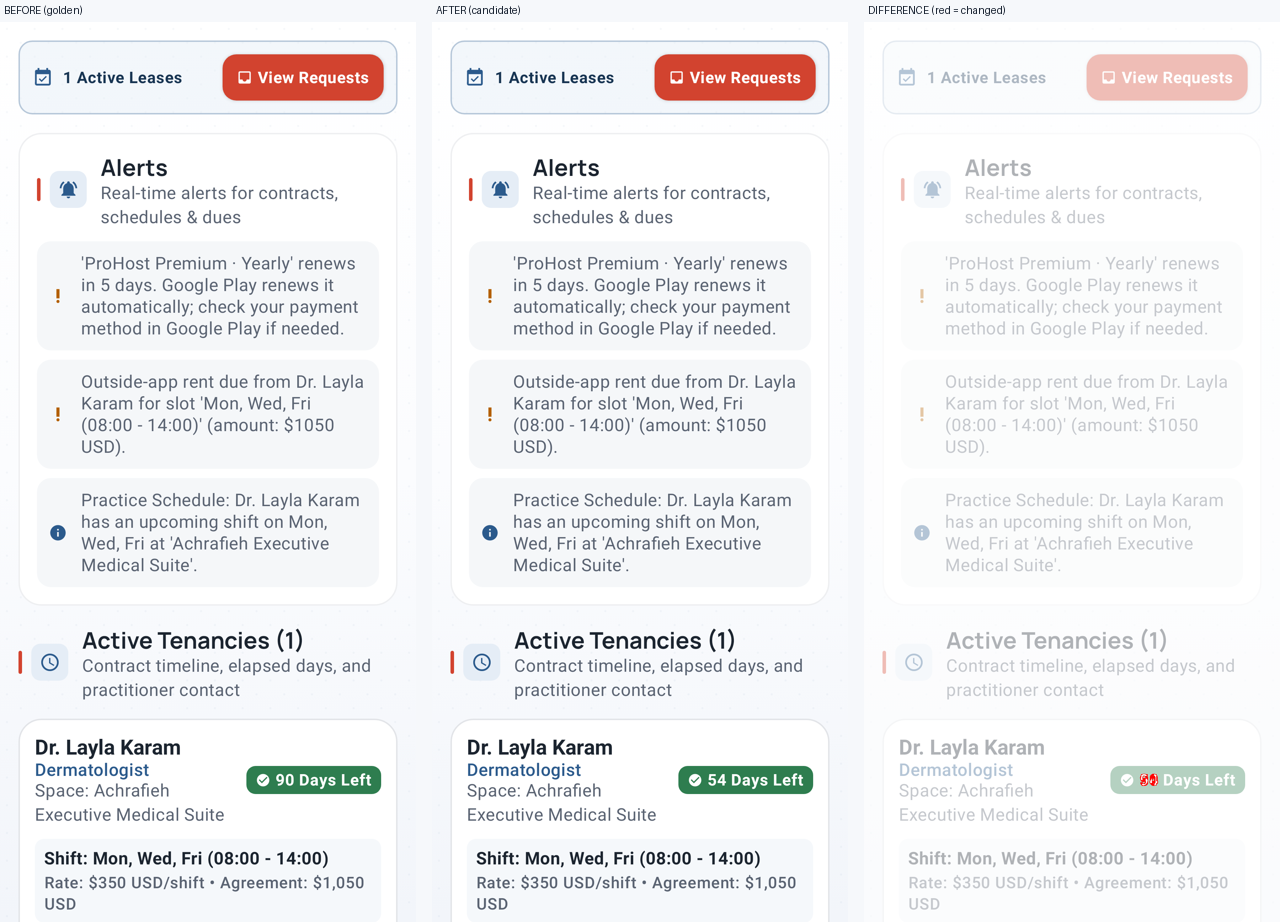 BEFORE (golden)
1 Active Leases
View Requests
Alerts
Real-time alerts for contracts,
schedules & dues
'ProHost Premium · Yearly' renews
in 5 days. Google Play renews it
automatically; check your payment
method in Google Play if needed.
Outside-app rent due from Dr. Layla
Karam for slot 'Mon, Wed, Fri
(08:00 - 14:00)' (amount: $1050
USD).
Practice Schedule: Dr. Layla Karam
has an upcoming shift on Mon,
Wed, Fri at 'Achrafieh Executive
Medical Suite'.
Active Tenancies (1)
Contract timeline, elapsed days, and
practitioner contact
Dr. Layla Karam
Dermatologist
Space: Achrafieh
Executive Medical Suite
90 Days Left
Shift: Mon, Wed, Fri (08:00 - 14:00)
Rate: $350 USD/shift • Agreement: $1,050
USD
AFTER (candidate)
1 Active Leases
View Requests
Alerts
Real-time alerts for contracts,
schedules & dues
'ProHost Premium · Yearly' renews
in 5 days. Google Play renews it
automatically; check your payment
method in Google Play if needed.
Outside-app rent due from Dr. Layla
Karam for slot 'Mon, Wed, Fri
(08:00 - 14:00)' (amount: $1050
USD).
Practice Schedule: Dr. Layla Karam
has an upcoming shift on Mon,
Wed, Fri at 'Achrafieh Executive
Medical Suite'.
Active Tenancies (1)
Contract timeline, elapsed days, and
practitioner contact
Dr. Layla Karam
Dermatologist
Space: Achrafieh
Executive Medical Suite
54 Days Left
Shift: Mon, Wed, Fri (08:00 - 14:00)
Rate: $350 USD/shift • Agreement: $1,050
USD
DIFFERENCE (red = changed)
1 Active Leases
View Requests
Alerts
Real-time alerts for contracts,
schedules & dues
'ProHost Premium · Yearly' renews
in 5 days. Google Play renews it
automatically; check your payment
method in Google Play if needed.
Outside-app rent due from Dr. Layla
Karam for slot 'Mon, Wed, Fri
(08:00 - 14:00)' (amount: $1050
USD).
Practice Schedule: Dr. Layla Karam
has an upcoming shift on Mon,
Wed, Fri at 'Achrafieh Executive
Medical Suite'.
Active Tenancies (1)
Contract timeline, elapsed days, and
practitioner contact
Dr. Layla Karam
Dermatologist
Space: Achrafieh
Executive Medical Suite
Days Left
Shift: Mon, Wed, Fri (08:00 - 14:00)
Rate: $350 USD/shift • Agreement: $1,050
USD